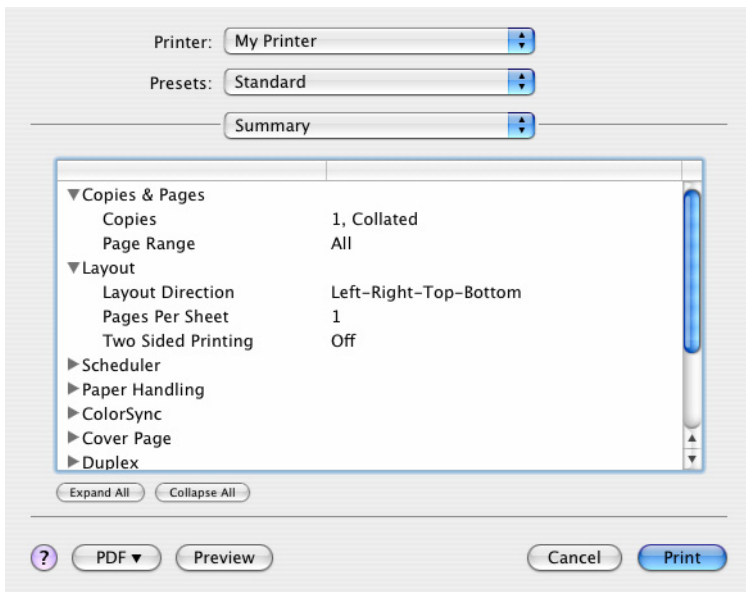 Printer: My Printer
Presets: Standard
Summary
Copies & Pages
Copies 1, Collated
Page Range All
Layout
Layout Direction Left-Right-Top-Bottom
Pages Per Sheet 1
Two Sided Printing Off
Scheduler
Paper Handling
ColorSync
Cover Page
Duplex
Expand All Collapse All
? PDF Preview Cancel Print